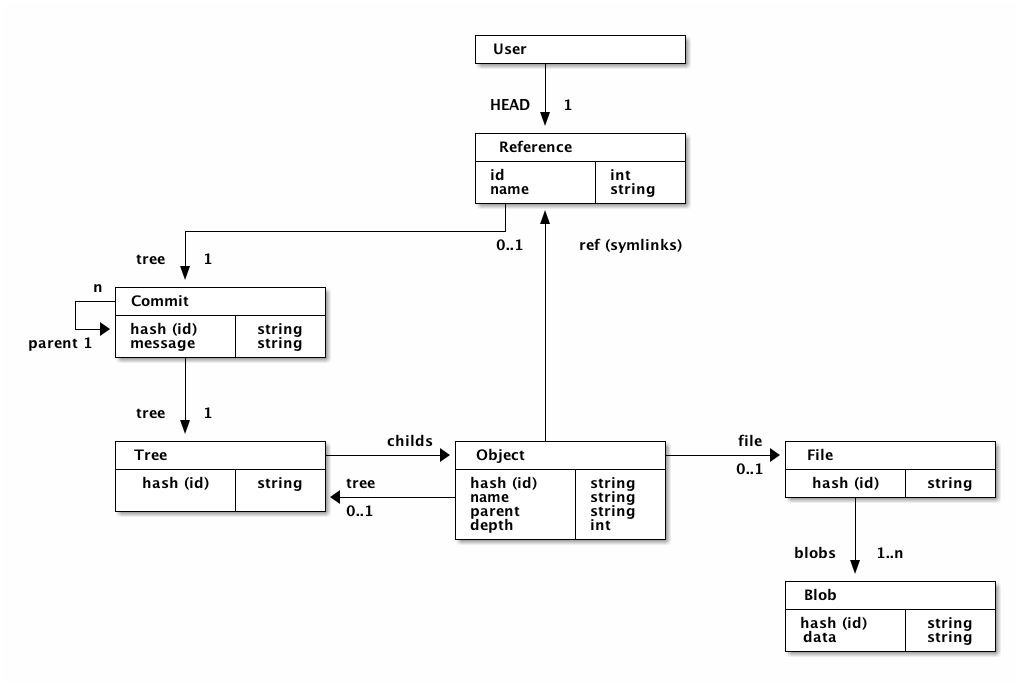 User
HEAD 1
Reference
id int
name string
0..1 ref (symlinks)
tree 1
n
Commit
hash (id) string
message string
parent 1
tree 1
Tree
hash (id) string
childs
tree
0..1
Object
hash (id) string
name string
parent string
depth int
file
0..1
File
hash (id) string
blobs 1..n
Blob
hash (id) string
data string